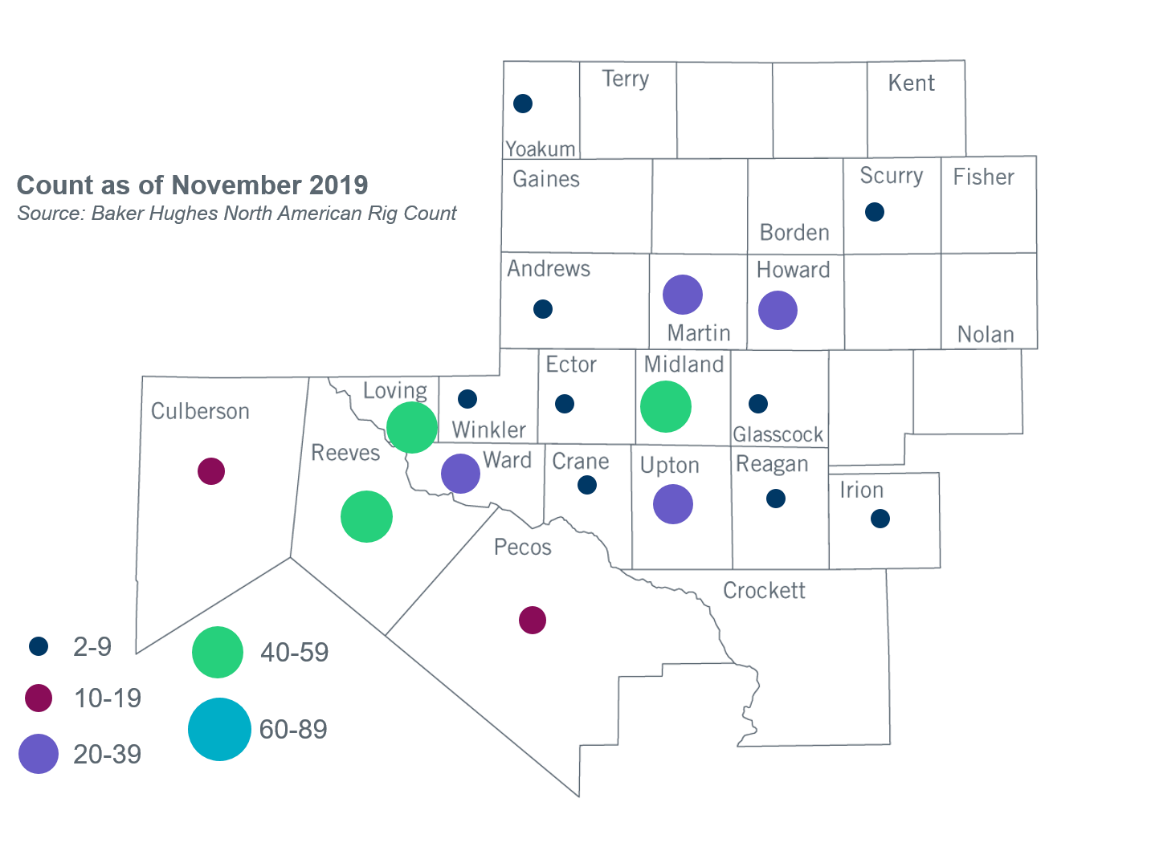 Terry
Kent
Yoakum
Count as of November 2019
Source: Baker Hughes North American Rig Count
Gaines
Scurry
Fisher
Borden
Andrews
Howard
Martin
Nolan
Ector
Midland
Loving
Culberson
Winkler
Glasscock
Reeves
Ward
Crane
Upton
Reagan
Irion
Pecos
Crockett
2-9
40-59
10-19
60-89
20-39